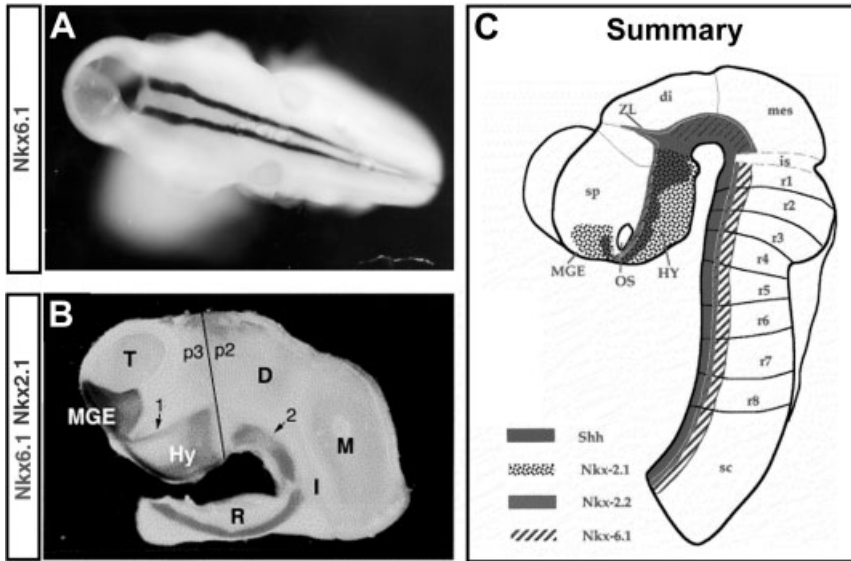 Nkx6.1
A
Nkx6.1 Nkx2.1
B
T
p3
p2
D
MGE
1
2
Hy
M
I
R
C
Summary
di
mes
ZL
is
r1
sp
r2
r3
r4
MGE
OS
HY
r5
r6
r7
r8
sc
Shh
Nkx-2.1
Nkx-2.2
Nkx-6.1